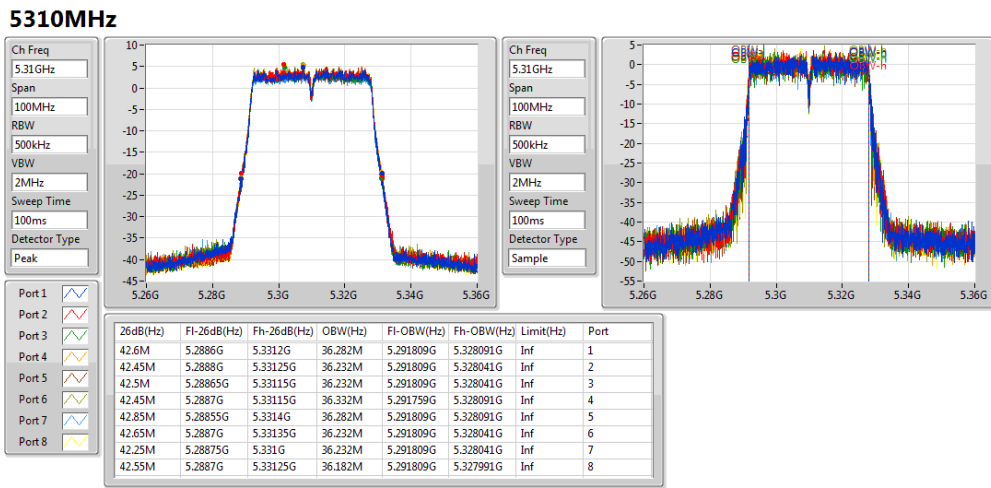 5310MHz
Ch Freq
5.31GHz
Span
100MHz
RBW
500kHz
VBW
2MHz
Sweep Time
100ms
Detector Type
Peak
10
5
0
-5
-10
-15
-20
-25
-30
-35
-40
-45
5.26G 5.28G 5.3G 5.32G 5.34G 5.36G
Ch Freq
5.31GHz
Span
100MHz
RBW
500kHz
VBW
2MHz
Sweep Time
100ms
Detector Type
Sample
5
0
-5
-10
-15
-20
-25
-30
-35
-40
-45
-50
-55
OBW-h
5.26G 5.28G 5.3G 5.32G 5.34G 5.36G
Port 1
Port 2
Port 3
Port 4
Port 5
Port 6
Port 7
Port 8
26dB(Hz) Fl-26dB(Hz) Fh-26dB(Hz) OBW(Hz) Fl-OBW(Hz) Fh-OBW(Hz) Limit(Hz) Port
42.6M 5.2886G 5.3312G 36.282M 5.291809G 5.328091G Inf 1
42.45M 5.2888G 5.33125G 36.232M 5.291809G 5.328041G Inf 2
42.5M 5.28865G 5.33115G 36.232M 5.291809G 5.328041G Inf 3
42.45M 5.2887G 5.33115G 36.332M 5.291759G 5.328091G Inf 4
42.85M 5.28855G 5.3314G 36.282M 5.291809G 5.328091G Inf 5
42.65M 5.2887G 5.33135G 36.232M 5.291809G 5.328041G Inf 6
42.25M 5.28875G 5.331G 36.232M 5.291809G 5.328041G Inf 7
42.55M 5.2887G 5.33125G 36.182M 5.291809G 5.327991G Inf 8